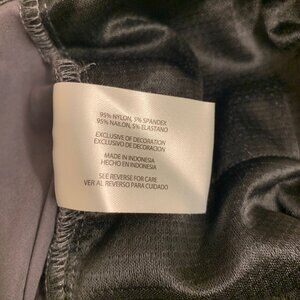 95% NYLON, 5% SPANDEX
95% NAILON, 5% ELASTANO
EXCLUSIVE OF DECORATION
EXCLUSIVO DE DECORACION
MADE IN INDONESIA
HECHO EN INDONESIA
SEE REVERSE FOR CARE
VER AL REVERSO PARA CUIDADO